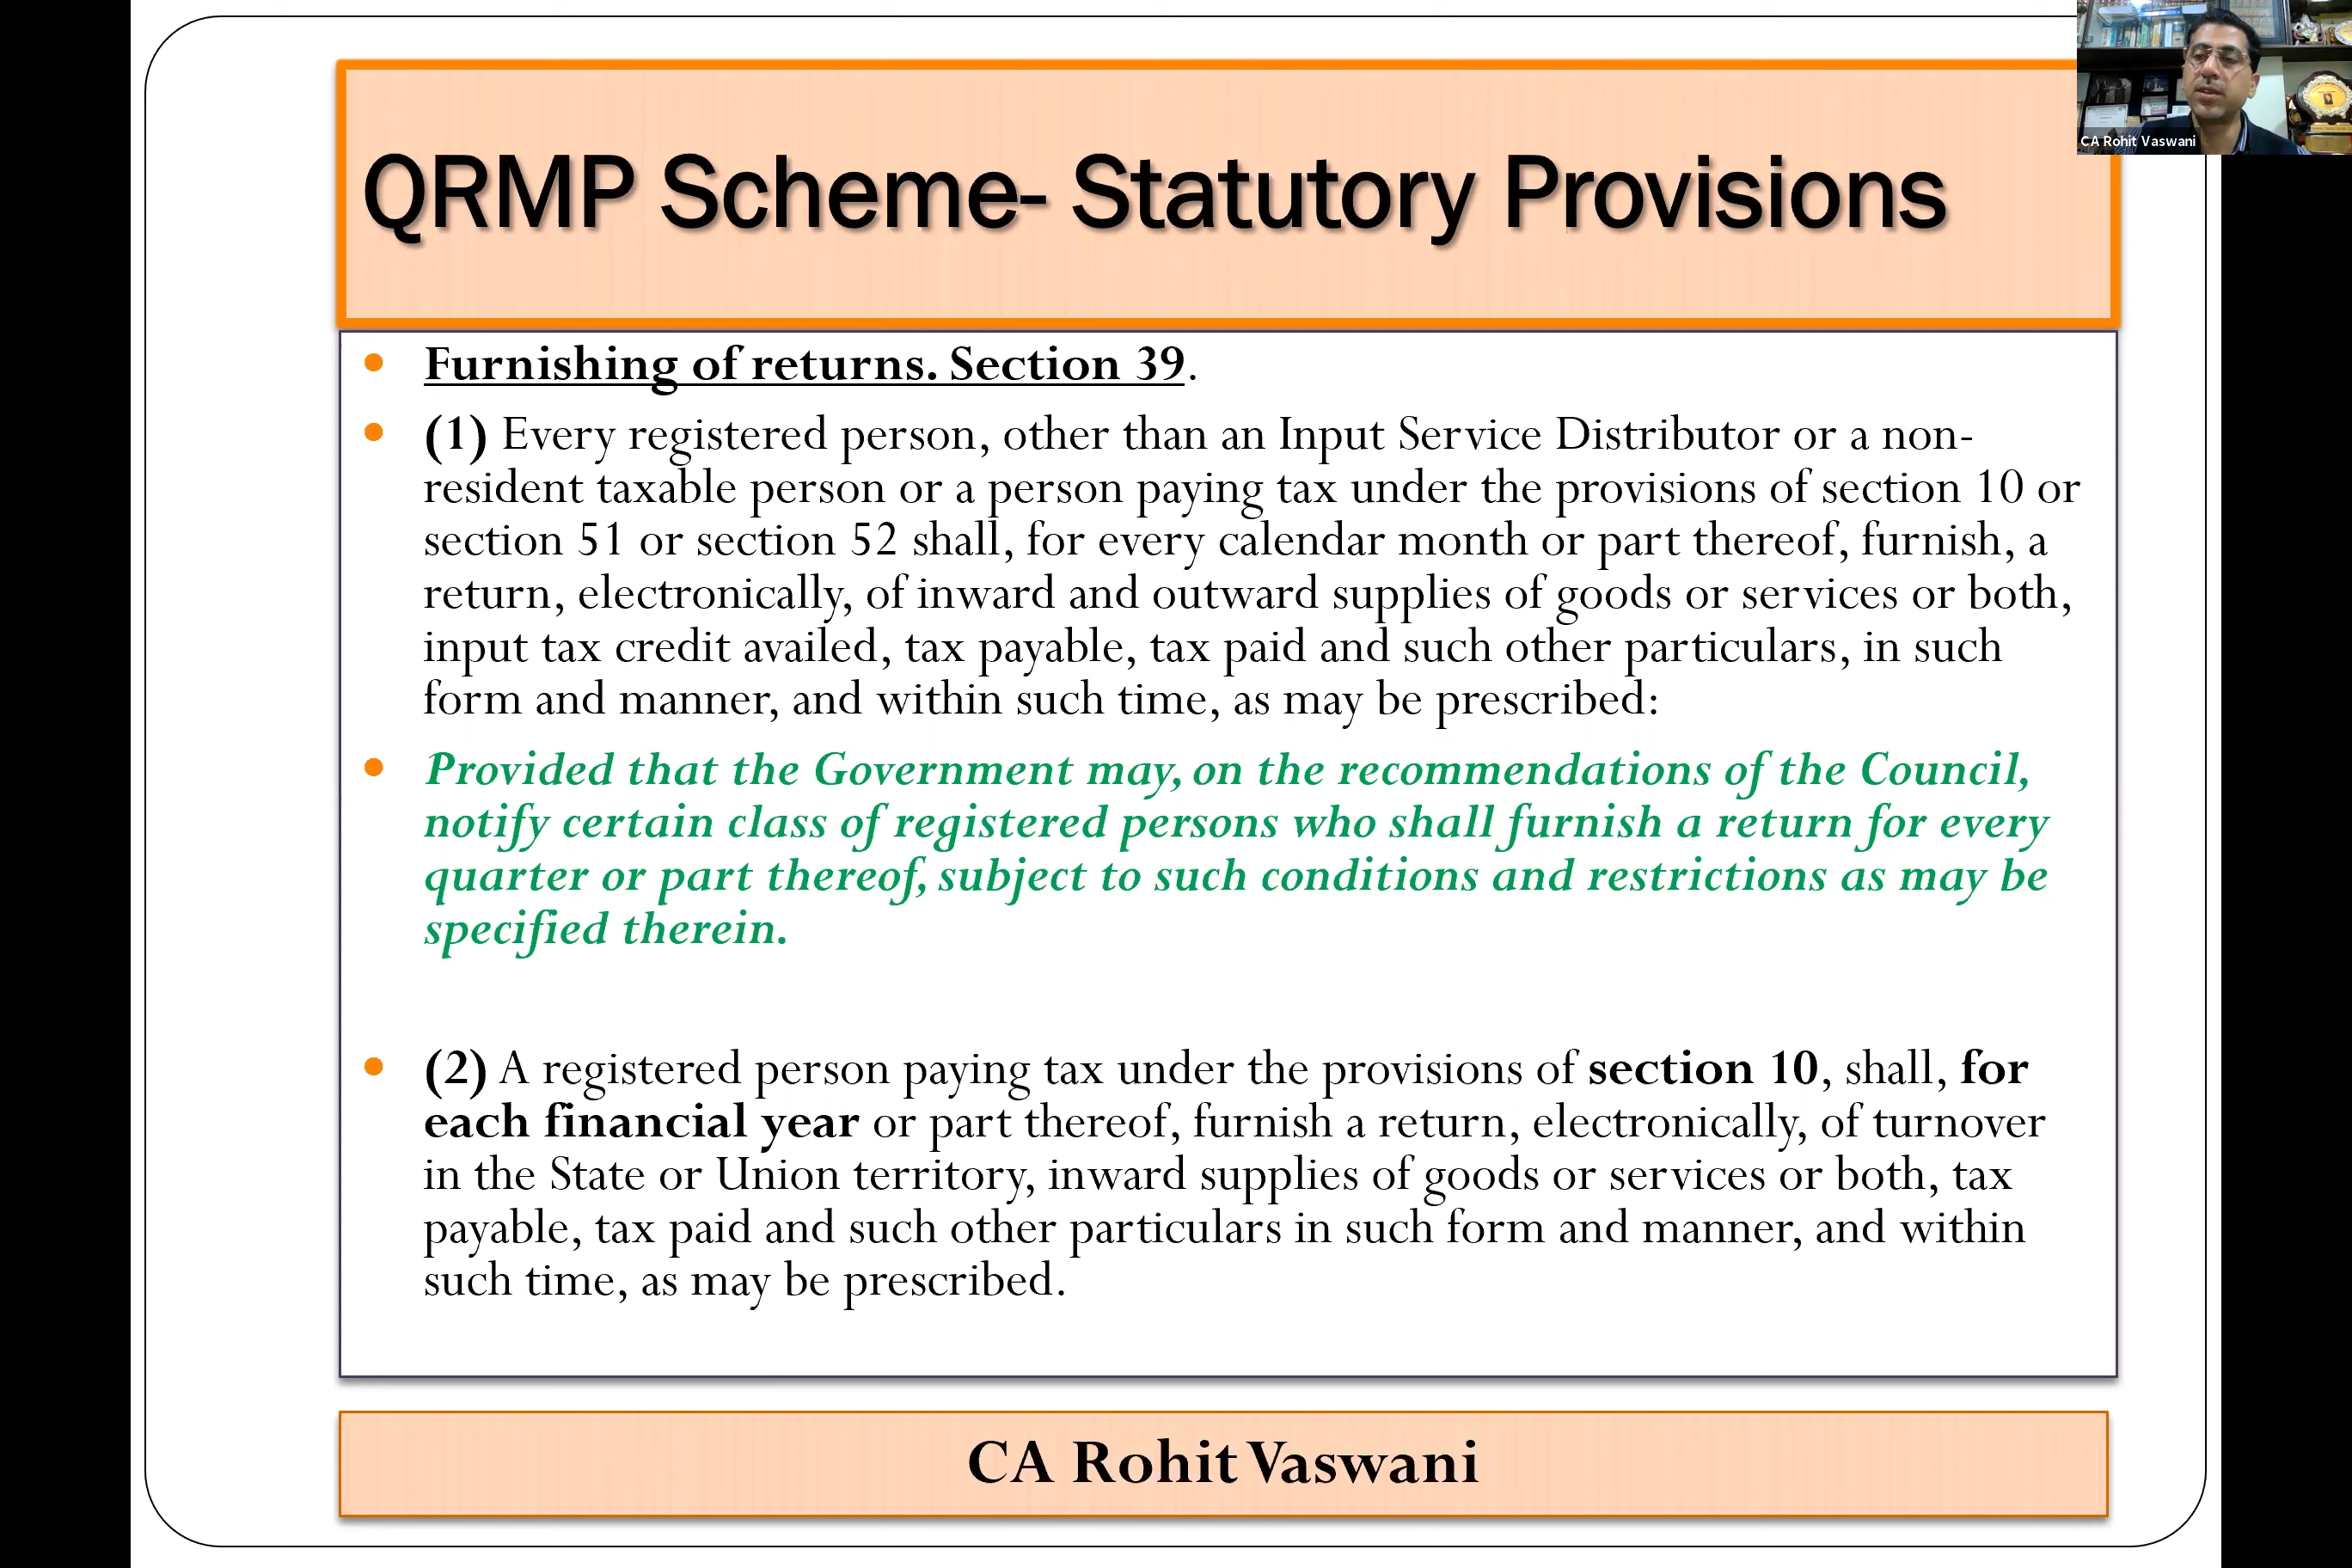 CA Rohit Vaswani
QRMP Scheme- Statutory Provisions
Furnishing of returns. Section 39.
(1) Every registered person, other than an Input Service Distributor or a non-
resident taxable person or a person paying tax under the provisions of section 10 or
section 51 or section 52 shall, for every calendar month or part thereof, furnish, a
return, electronically, of inward and outward supplies of goods or services or both,
input tax credit availed, tax payable, tax paid and such other particulars, in such
form and manner, and within such time, as may be prescribed:
Provided that the Government may, on the recommendations of the Council,
notify certain class of registered persons who shall furnish a return for every
quarter or part thereof, subject to such conditions and restrictions as may be
specified therein.
(2) A registered person paying tax under the provisions of section 10, shall, for
each financial year or part thereof, furnish a return, electronically, of turnover
in the State or Union territory, inward supplies of goods or services or both, tax
payable, tax paid and such other particulars in such form and manner, and within
such time, as may be prescribed.
CA Rohit Vaswani